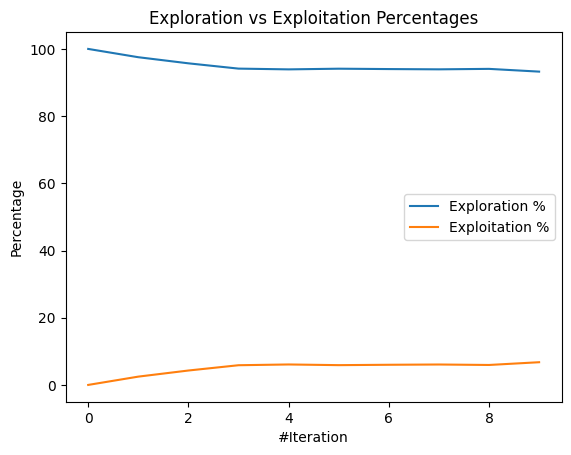 Exploration vs Exploitation Percentages
100
80
60
40
20
0
Percentage
Exploration %
Exploitation %
0 2 4 6 8
#Iteration